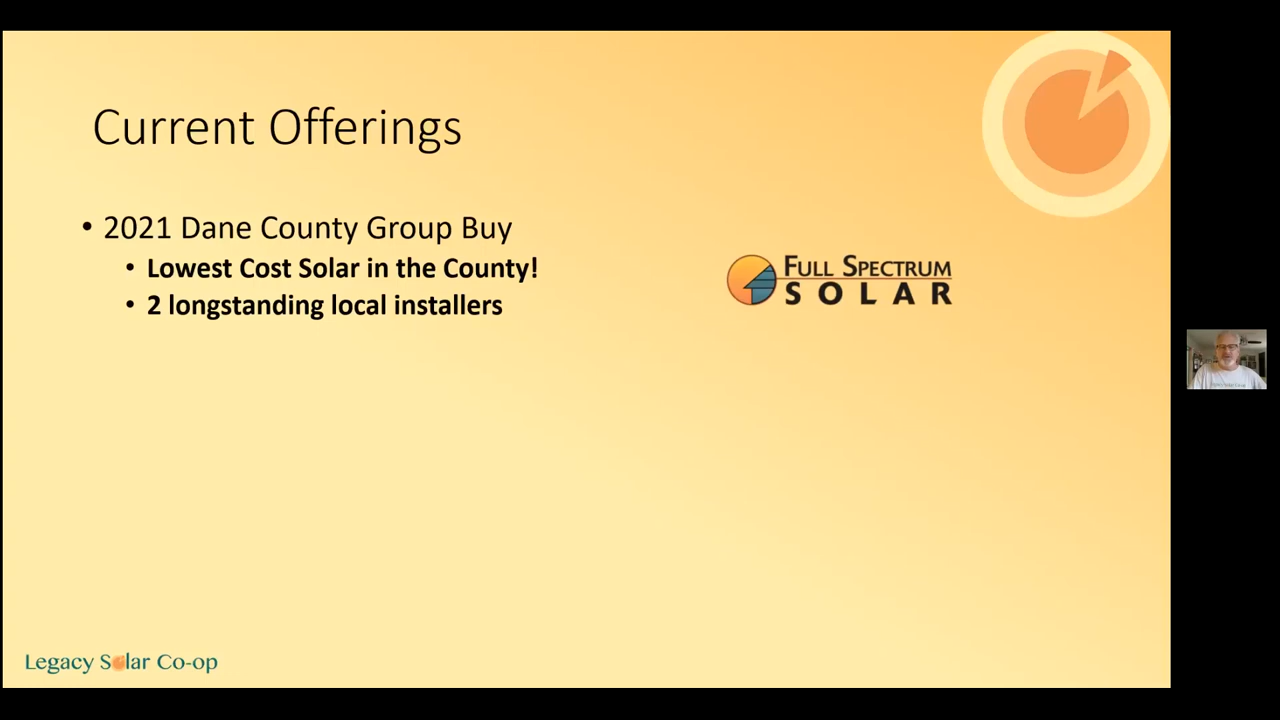 Current Offerings
• 2021 Dane County Group Buy
• Lowest Cost Solar in the County!
• 2 longstanding local installers
FULL SPECTRUM
SOLAR
Legacy Solar Co-op